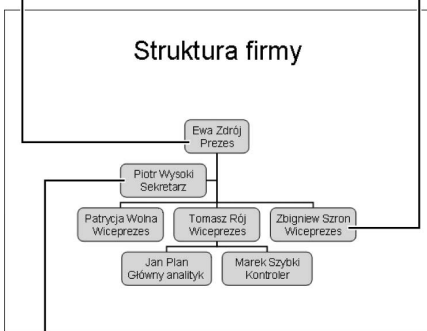 Struktura firmy
Ewa Zdrój
Prezes
Piotr Wysoki
Sekretarz
Patrycja Wolna
Wiceprezes
Tomasz Rój
Wiceprezes
Zbigniew Szron
Wiceprezes
Jan Plan
Główny analityk
Marek Szybki
Kontroler